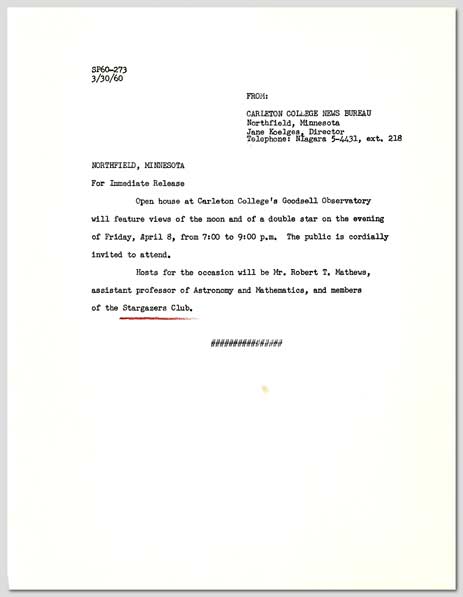 SP60-273
3/30/60
FROM:
CARLETON COLLEGE NEWS BUREAU
Northfield, Minnesota
Jane Koelges, Director
Telephone: NIagara 5-4431, ext. 218
NORTHFIELD, MINNESOTA
For Immediate Release
Open house at Carleton College's Goodsell Observatory
will feature views of the moon and of a double star on the evening
of Friday, April 8, from 7:00 to 9:00 p.m. The public is cordially
invited to attend.
Hosts for the occasion will be Mr. Robert T. Mathews,
assistant professor of Astronomy and Mathematics, and members
of the Stargazers Club.
################